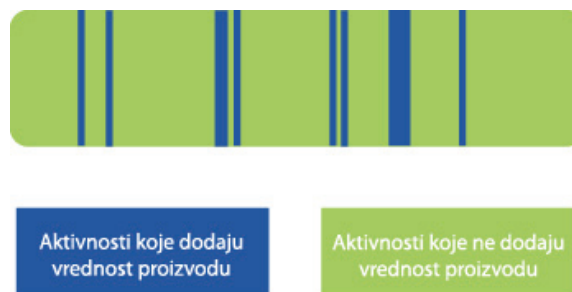 Aktivnosti koje dodaju
vrednost proizvodu
Aktivnosti koje ne dodaju
vrednost proizvodu